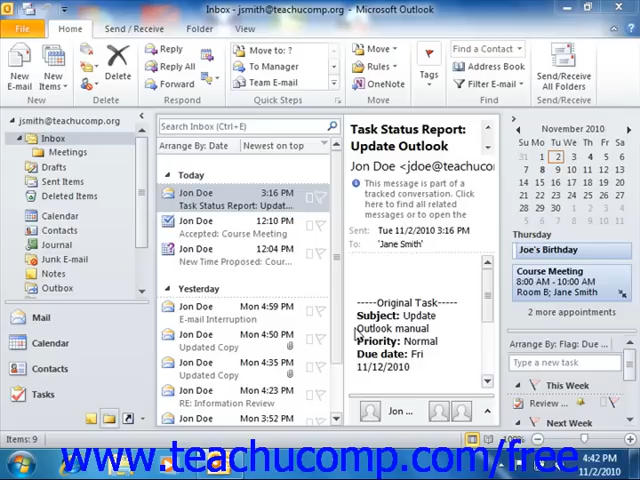 Inbox - jsmith@teachucomp.org - Microsoft Outlook
File
Home
Send / Receive
Folder
View
New
E-mail
New
Items
New
Delete
Delete
Reply
Reply All
Forward
Respond
Move to: ?
To Manager
Team E-mail
Quick Steps
Move
Rules
OneNote
Move
Tags
Find a Contact
Address Book
Filter E-mail
Find
Send/Receive
All Folders
Send/Receive
jsmith@teachucomp.org
Inbox
Meetings
Drafts
Sent Items
Deleted Items
Calendar
Contacts
Journal
Junk E-mail
Notes
Outbox
Mail
Calendar
Contacts
Tasks
Search Inbox (Ctrl+E)
Arrange By: Date
Newest on top
Today
Jon Doe 3:16 PM
Task Status Report: Updat...
Jon Doe 12:10 PM
Accepted: Course Meeting
Jon Doe 12:04 PM
New Time Proposed: Cour...
Yesterday
Jon Doe Mon 4:59 PM
E-mail Interruption
Jon Doe Mon 4:50 PM
Updated Copy
Jon Doe Mon 4:35 PM
Updated Copy
Jon Doe Mon 4:23 PM
RE: Information Review
Jon Doe Mon 3:52 PM
Task Status Report:
Update Outlook
Jon Doe <jdoe@teachuco
This message is part of a
tracked conversation. Click
here to find all related
messages or to open the
Sent: Tue 11/2/2010 3:16 PM
To: 'Jane Smith'
-----Original Task-----
Subject: Update
Outlook manual
Priority: Normal
Due date: Fri
11/12/2010
Jon ...
November 2010
Su Mo Tu We Th Fr Sa
31 1 2 3 4 5 6
7 8 9 10 11 12 13
14 15 16 17 18 19 20
21 22 23 24 25 26 27
28 29 30 1 2 3 4
Thursday
Joe's Birthday
Course Meeting
8:00 AM - 10:00 AM
Room B; Jane Smith
2 more appointments
Arrange By: Flag: Due ...
Type a new task
This Week
Review ...
Next Week
Items: 9
100%
www.teachucomp.com/free
4:42 PM
11/2/2010